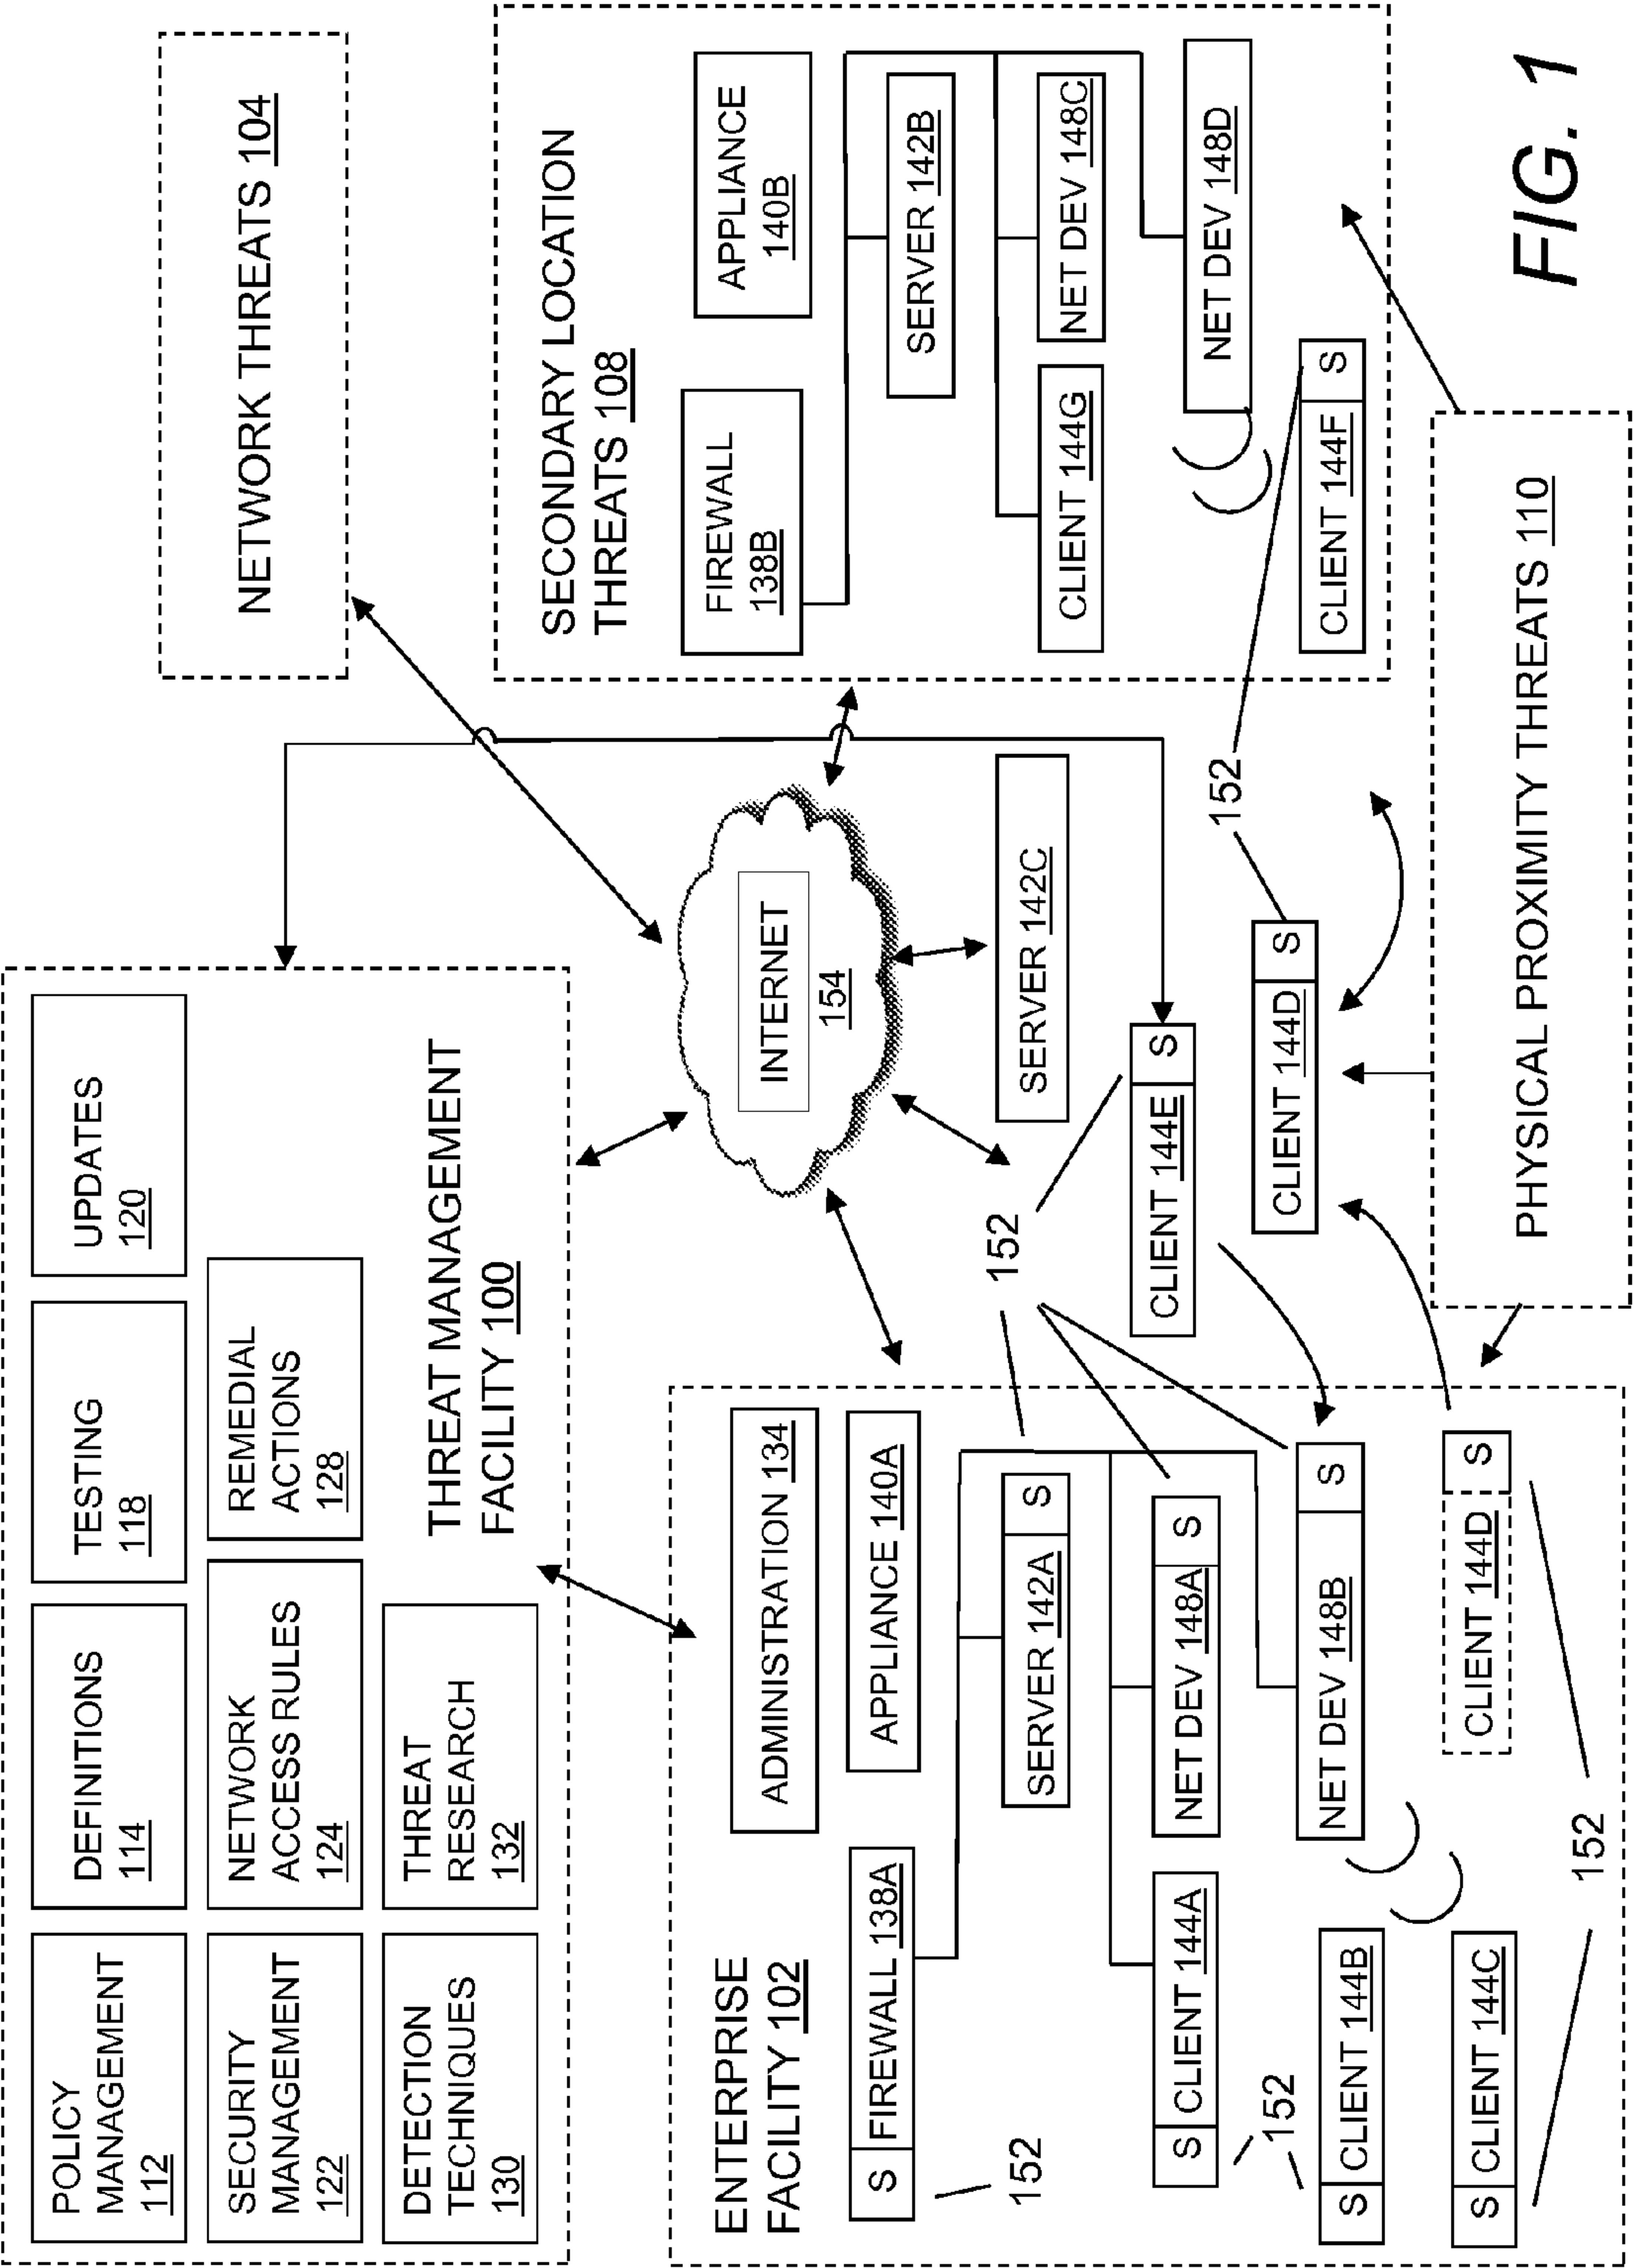 POLICY
MANAGEMENT
112
DEFINITIONS
114
TESTING
118
UPDATES
120
SECURITY
MANAGEMENT
122
NETWORK
ACCESS RULES
124
REMEDIAL
ACTIONS
128
DETECTION
TECHNIQUES
130
THREAT
RESEARCH
132
THREAT MANAGEMENT
FACILITY 100
NETWORK THREATS 104
INTERNET
154
SECONDARY LOCATION
THREATS 108
FIREWALL
138B
APPLIANCE
140B
SERVER 142B
CLIENT 144G
NET DEV 148C
NET DEV 148D
CLIENT 144F S
ENTERPRISE
FACILITY 102
ADMINISTRATION 134
APPLIANCE 140A
S FIREWALL 138A
152
SERVER 142A S
152
S CLIENT 144A
NET DEV 148A S
152
S CLIENT 144B
NET DEV 148B S
S CLIENT 144C
CLIENT 144D S
152
SERVER 142C
CLIENT 144E S
152
CLIENT 144D S
PHYSICAL PROXIMITY THREATS 110
FIG. 1